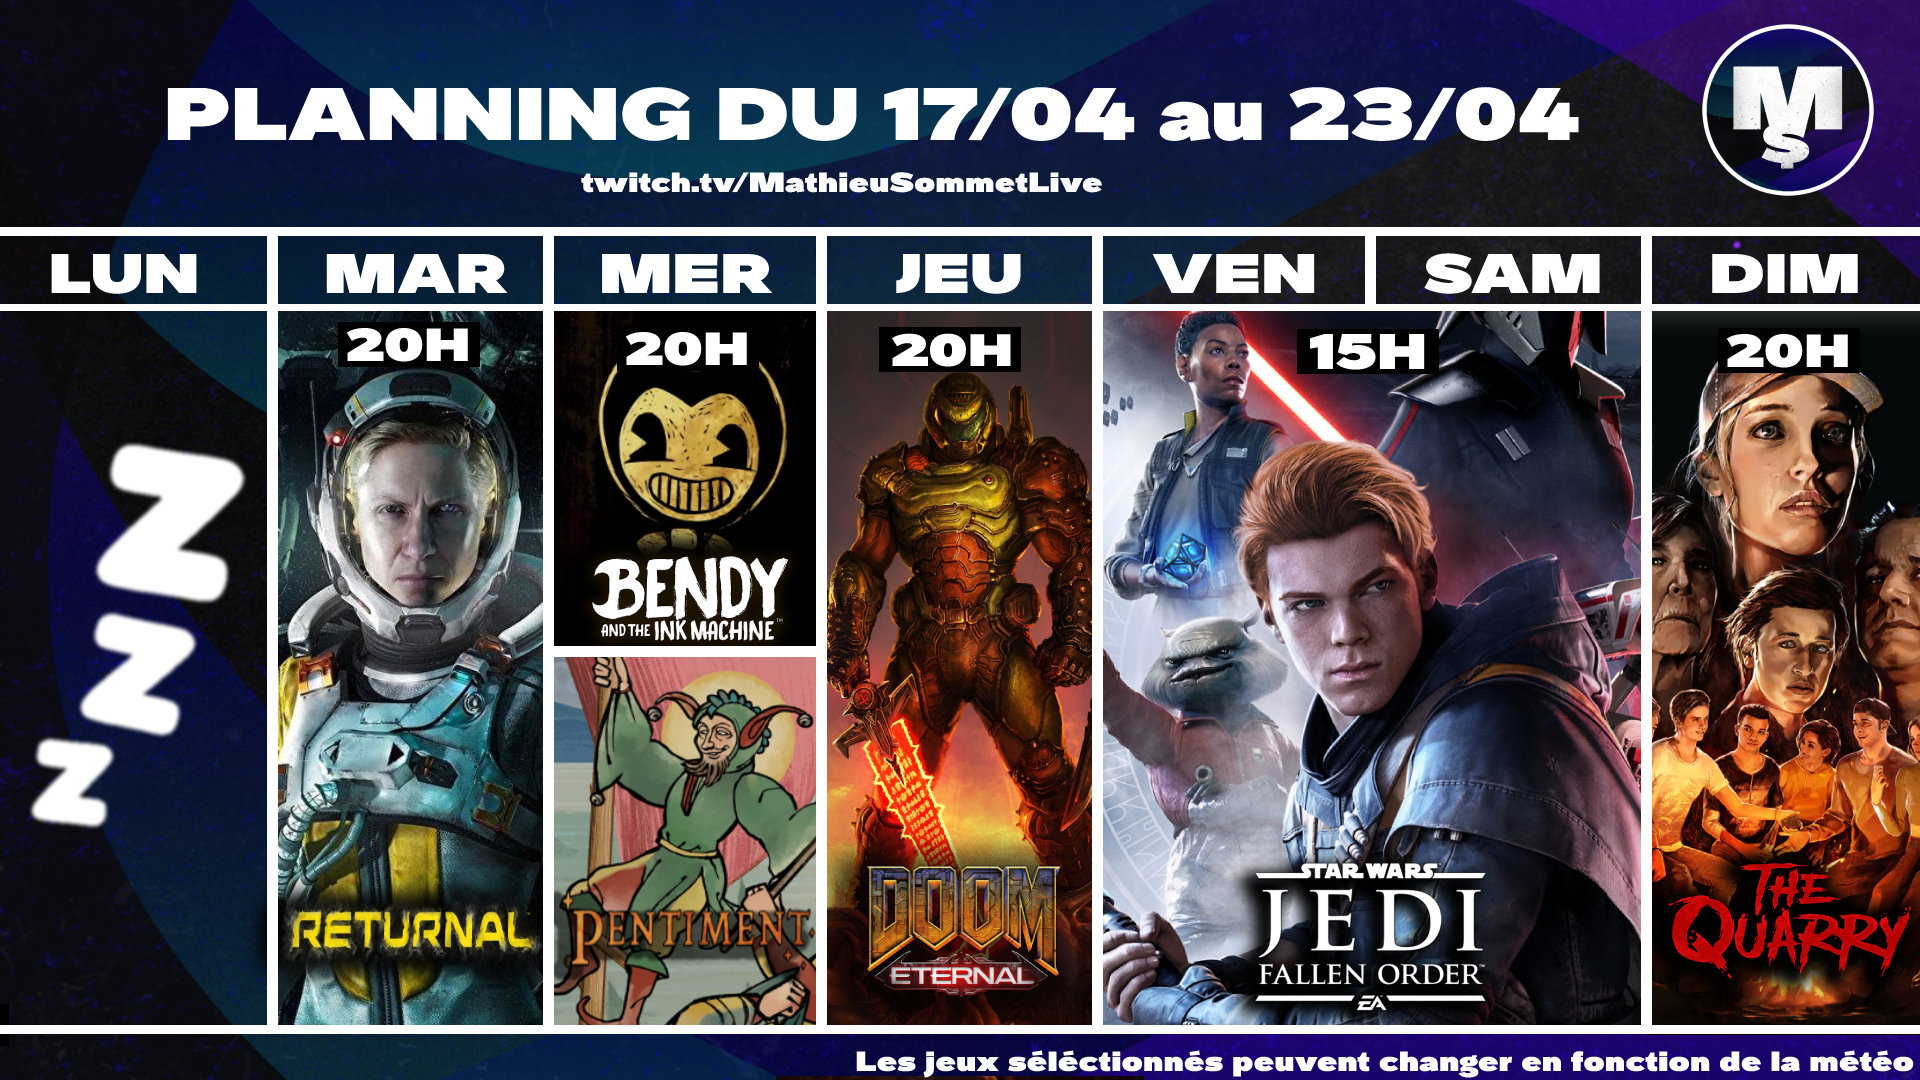 PLANNING DU 17/04 au 23/04
twitch.tv/MathieuSommetLive
MS
LUN MAR MER JEU VEN SAM DIM
20H 20H 20H 15H 20H
Z
Z
Z
BENDY
AND THE INK MACHINE™
RETURNAL
PENTIMENT
DOOM
ETERNAL
STAR WARS
JEDI
FALLEN ORDER™
EA
THE
QUARRY
Les jeux séléctionnés peuvent changer en fonction de la météo